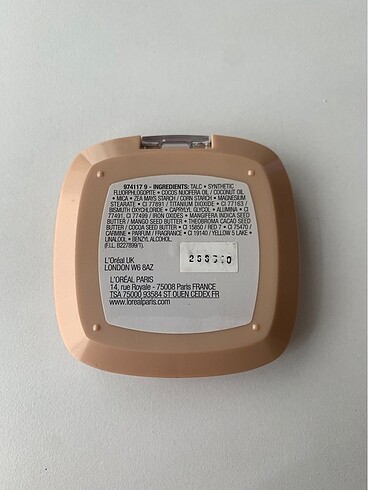 974117 9 - INGREDIENTS: TALC • SYNTHETIC
FLUORPHLOGOPITE • COCOS NUCIFERA OIL / COCONUT OIL
• MICA • ZEA MAYS STARCH / CORN STARCH • MAGNESIUM
STEARATE • CI 77891 / TITANIUM DIOXIDE • CI 77163 /
BISMUTH OXYCHLORIDE • CAPRYLYL GLYCOL • ALUMINA • CI
77491, CI 77499 / IRON OXIDES • MANGIFERA INDICA SEED
BUTTER / MANGO SEED BUTTER • THEOBROMA CACAO SEED
BUTTER / COCOA SEED BUTTER • CI 15850 / RED 7 • CI 75470 /
CARMINE • PARFUM / FRAGRANCE • CI 19140 / YELLOW 5 LAKE •
LINALOOL • BENZYL ALCOHOL.
(F.I.L. B227899/1).
L'Oréal UK
LONDON W6 8AZ
L'ORÉAL PARIS
14, rue Royale - 75008 Paris FRANCE
TSA 75000 93584 ST OUEN CEDEX FR
www.lorealparis.com